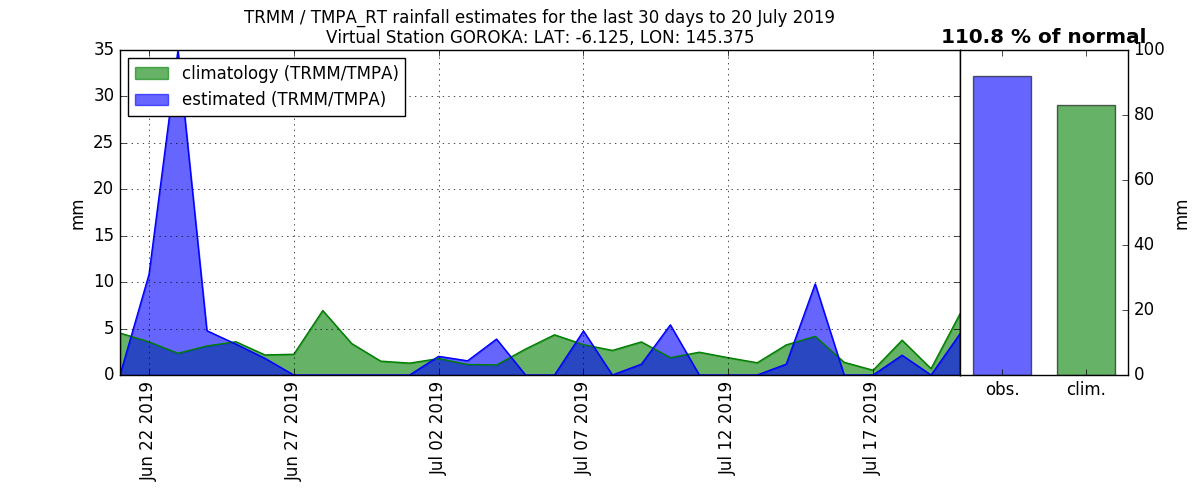 TRMM / TMPA_RT rainfall estimates for the last 30 days to 20 July 2019
Virtual Station GOROKA: LAT: -6.125, LON: 145.375
110.8 % of normal
climatology (TRMM/TMPA)
estimated (TRMM/TMPA)
35
30
25
20
15
10
5
0
mm
Jun 22 2019
Jun 27 2019
Jul 02 2019
Jul 07 2019
Jul 12 2019
Jul 17 2019
obs.
clim.
100
80
60
40
20
0
mm